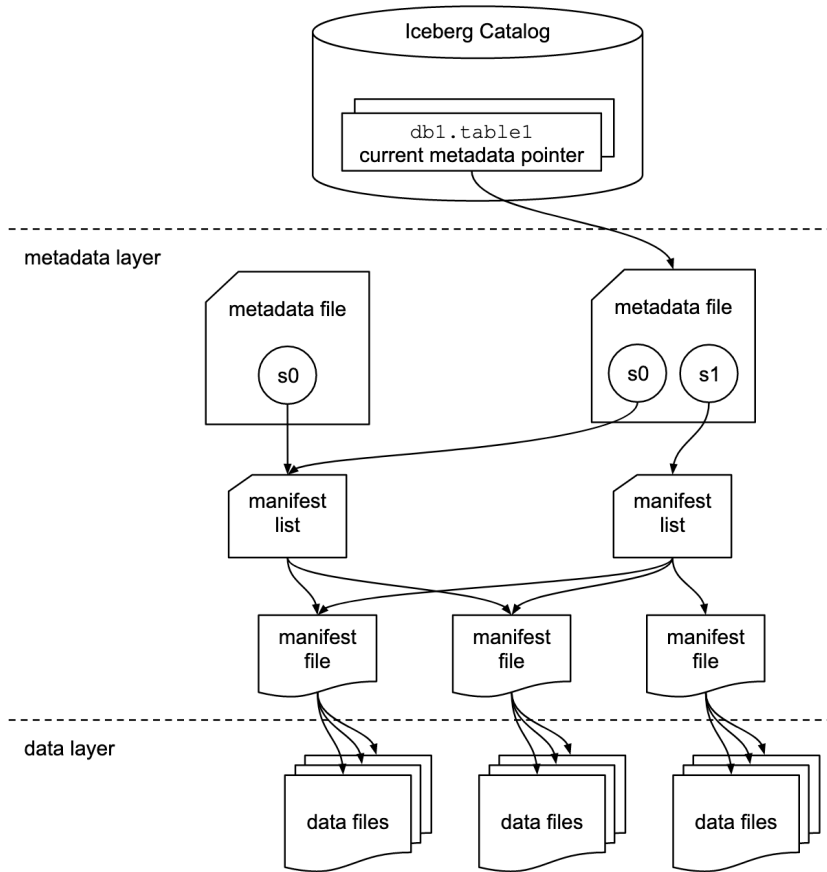 Iceberg Catalog
db1.table1
current metadata pointer
metadata layer
metadata file
s0
metadata file
s0
s1
manifest
list
manifest
list
manifest
file
manifest
file
manifest
file
data layer
data files
data files
data files